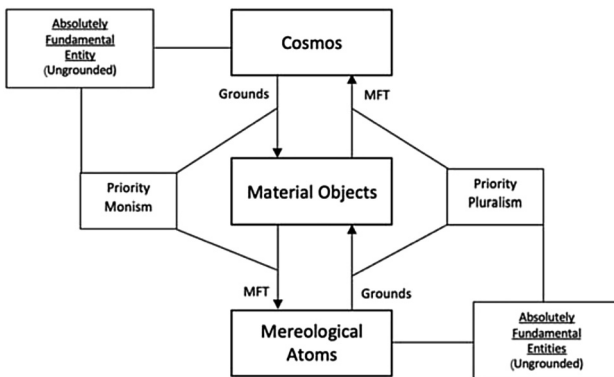 Absolutely
Fundamental
Entity
(Ungrounded)
Cosmos
Grounds
MFT
Priority
Monism
Material Objects
Priority
Pluralism
MFT
Grounds
Mereological
Atoms
Absolutely
Fundamental
Entities
(Ungrounded)